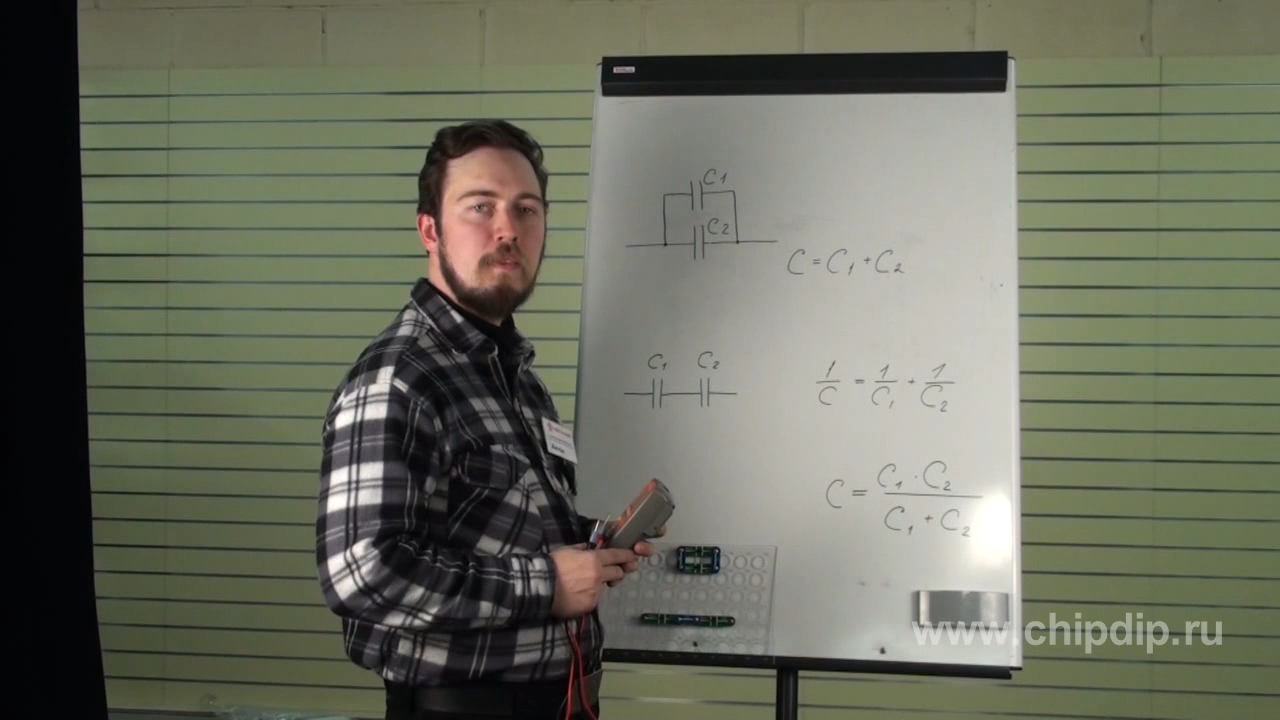 C1
C2
C = C1 + C2
C1 C2
1/C = 1/C1 + 1/C2
C = C1 · C2 / C1 + C2
www.chipdip.ru